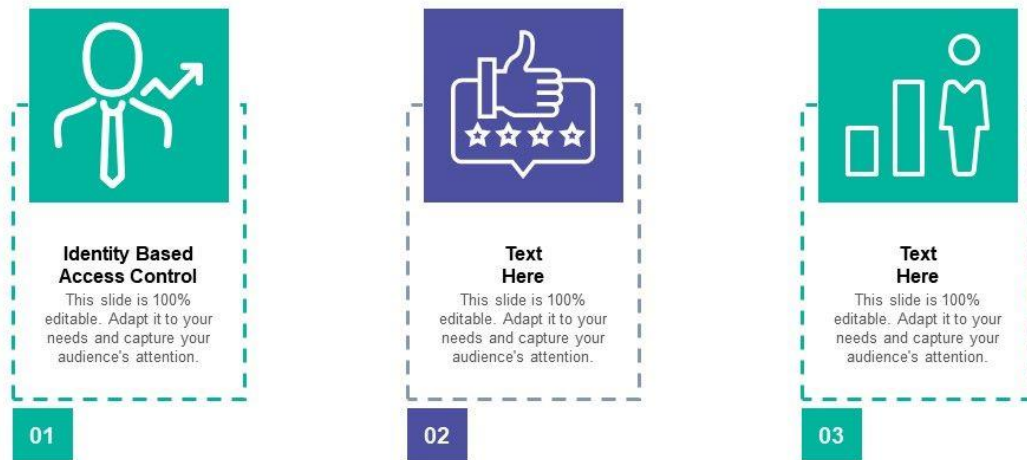 Identity Based
Access Control
This slide is 100%
editable. Adapt it to your
needs and capture your
audience's attention.
01
Text
Here
This slide is 100%
editable. Adapt it to your
needs and capture your
audience's attention.
02
Text
Here
This slide is 100%
editable. Adapt it to your
needs and capture your
audience's attention.
03